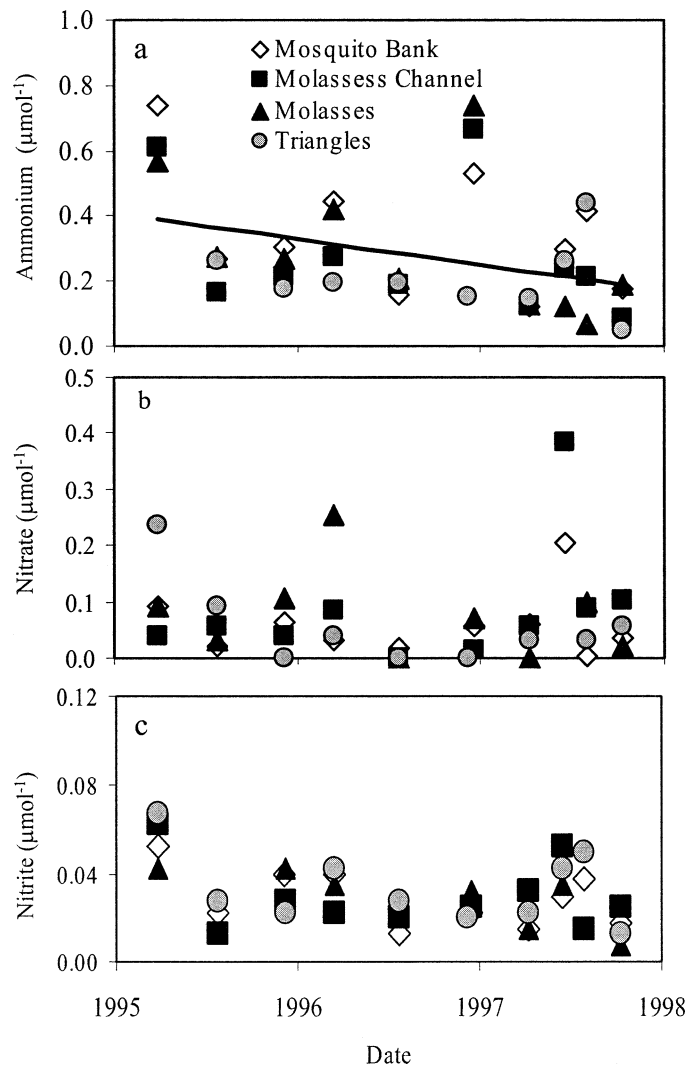 1.0
a
Mosquito Bank
0.8
Molassess Channel
Molasses
0.6
Triangles
0.4
0.2
0.0
Ammonium (μmol⁻¹)
0.5
b
0.4
0.3
0.2
0.1
0.0
Nitrate (μmol⁻¹)
0.12
c
0.08
0.04
0.00
Nitrite (μmol⁻¹)
1995 1996 1997 1998
Date